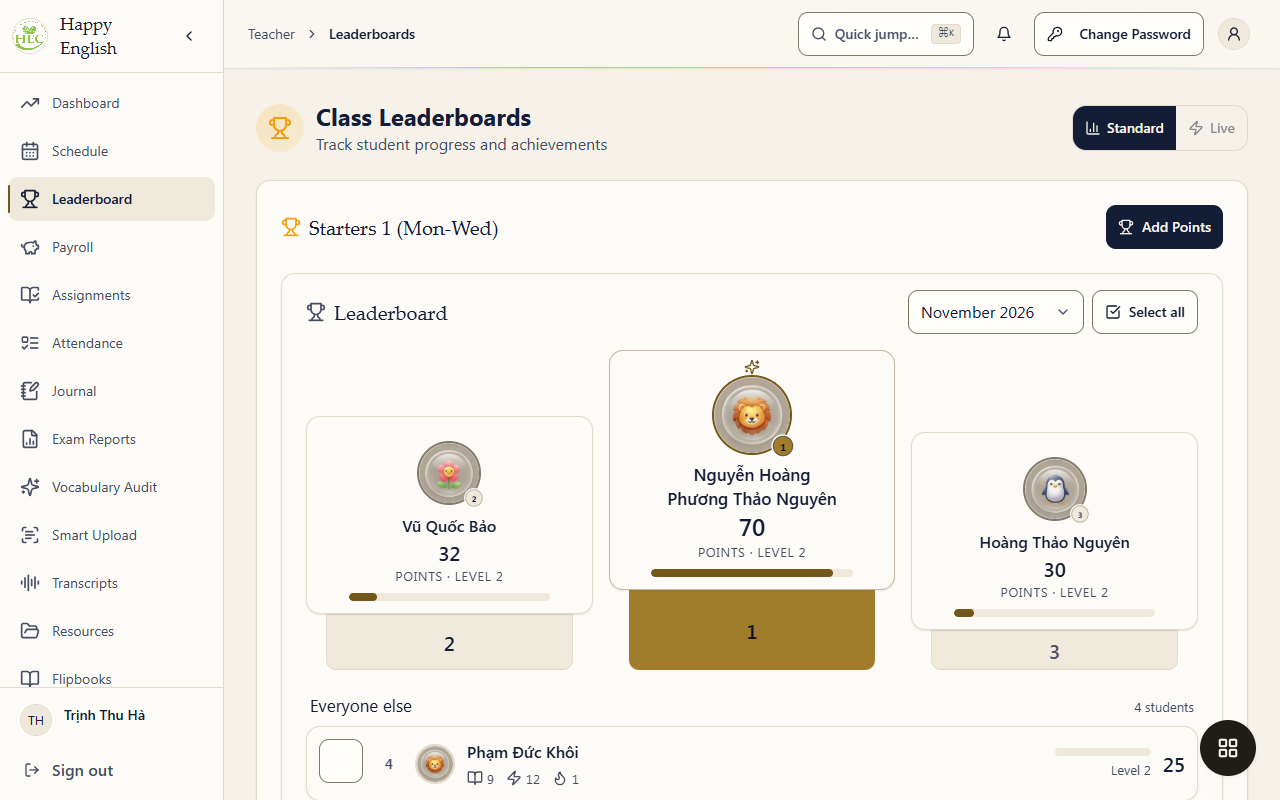 HEC
Happy
English
Dashboard
Schedule
Leaderboard
Payroll
Assignments
Attendance
Journal
Exam Reports
Vocabulary Audit
Smart Upload
Transcripts
Resources
Flipbooks
TH
Trịnh Thu Hà
Sign out
Teacher
Leaderboards
Quick jump...
⌘K
Change Password
Class Leaderboards
Track student progress and achievements
Standard
Live
Starters 1 (Mon-Wed)
Add Points
Leaderboard
November 2026
Select all
2
Vũ Quốc Bảo
32
POINTS · LEVEL 2
2
1
Nguyễn Hoàng
Phương Thảo Nguyên
70
POINTS · LEVEL 2
1
3
Hoàng Thảo Nguyên
30
POINTS · LEVEL 2
3
Everyone else
4 students
4
Phạm Đức Khôi
9
12
1
Level 2
25